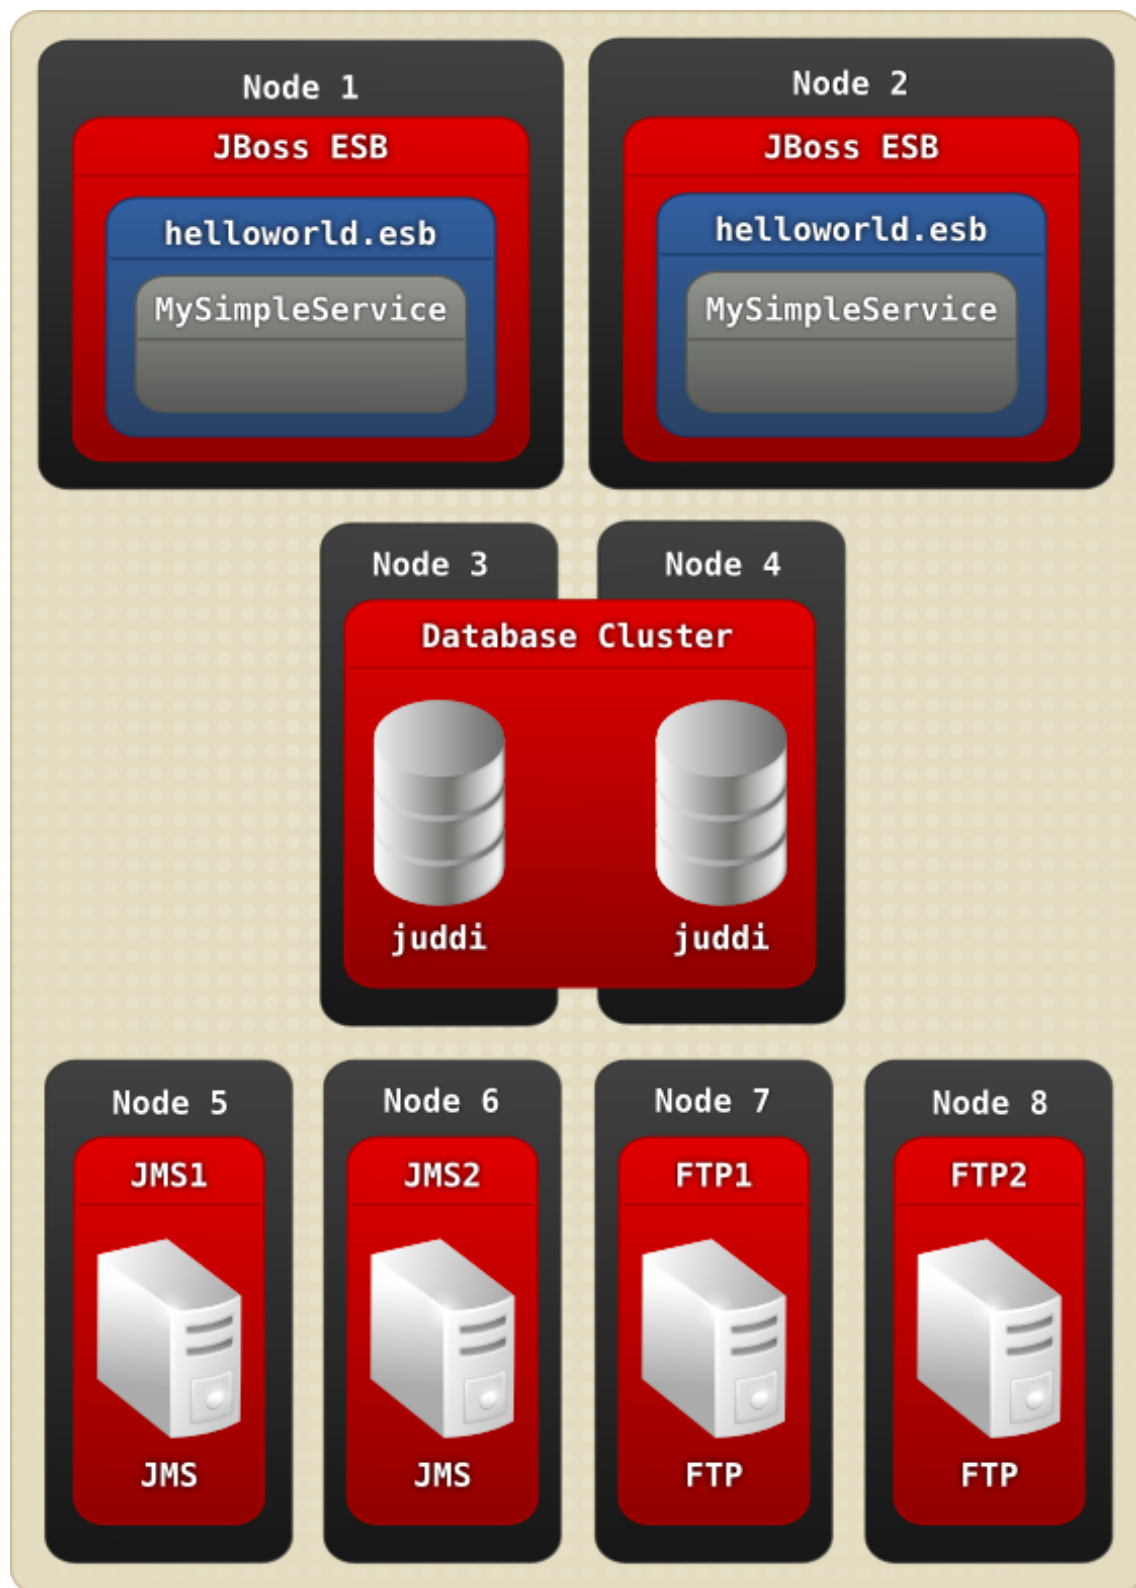 Node 1
JBoss ESB
helloworld.esb
MySimpleService
Node 2
JBoss ESB
helloworld.esb
MySimpleService
Node 3
Node 4
Database Cluster
juddi
juddi
Node 5
JMS1
JMS
Node 6
JMS2
JMS
Node 7
FTP1
FTP
Node 8
FTP2
FTP